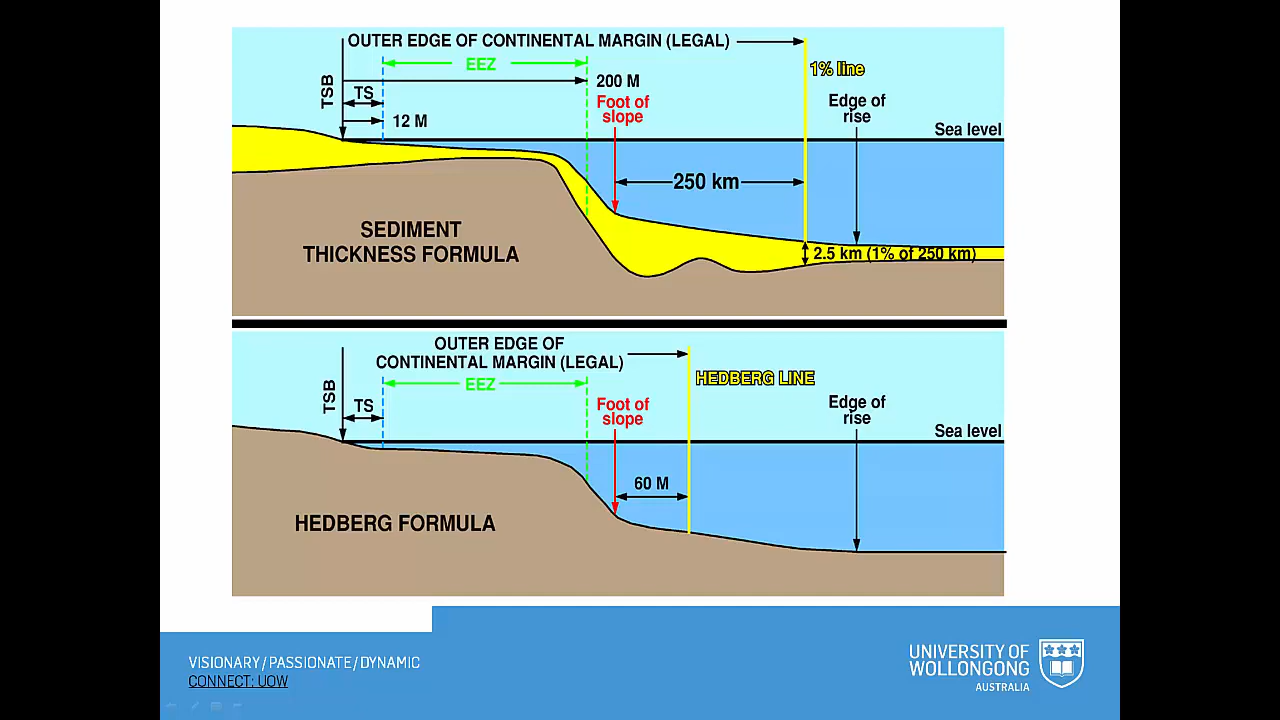 OUTER EDGE OF CONTINENTAL MARGIN (LEGAL)
EEZ
1% line
TSB
200 M
TS
Foot of
slope
Edge of
rise
12 M
Sea level
250 km
SEDIMENT
THICKNESS FORMULA
2.5 km (1% of 250 km)
OUTER EDGE OF
CONTINENTAL MARGIN (LEGAL)
EEZ
HEDBERG LINE
TSB
TS
Foot of
slope
Edge of
rise
Sea level
60 M
HEDBERG FORMULA
VISIONARY / PASSIONATE / DYNAMIC
CONNECT: UOW
UNIVERSITY OF
WOLLONGONG
AUSTRALIA